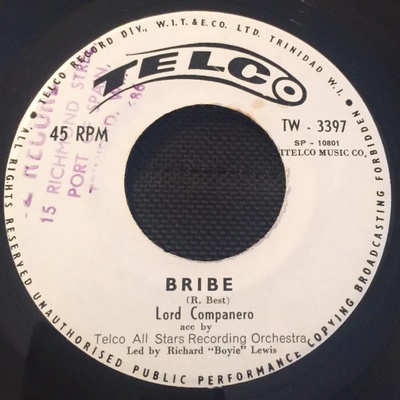 TELCO RECORD DIV., W.I.T. & E. CO. LTD. TRINIDAD W.I.
TELCO
45 RPM
TW - 3397
SP - 10801
ITELCO MUSIC CO.
RECORD
15 RICHMOND STREET
PORT OF SPAIN,
BRIBE
(R. Best)
Lord Companero
acc by
Telco All Stars Recording Orchestra
Led by Richard "Boyie" Lewis
ALL RIGHTS RESERVED UNAUTHORISED PUBLIC PERFORMANCE COPYING BROADCASTING FORBIDDEN